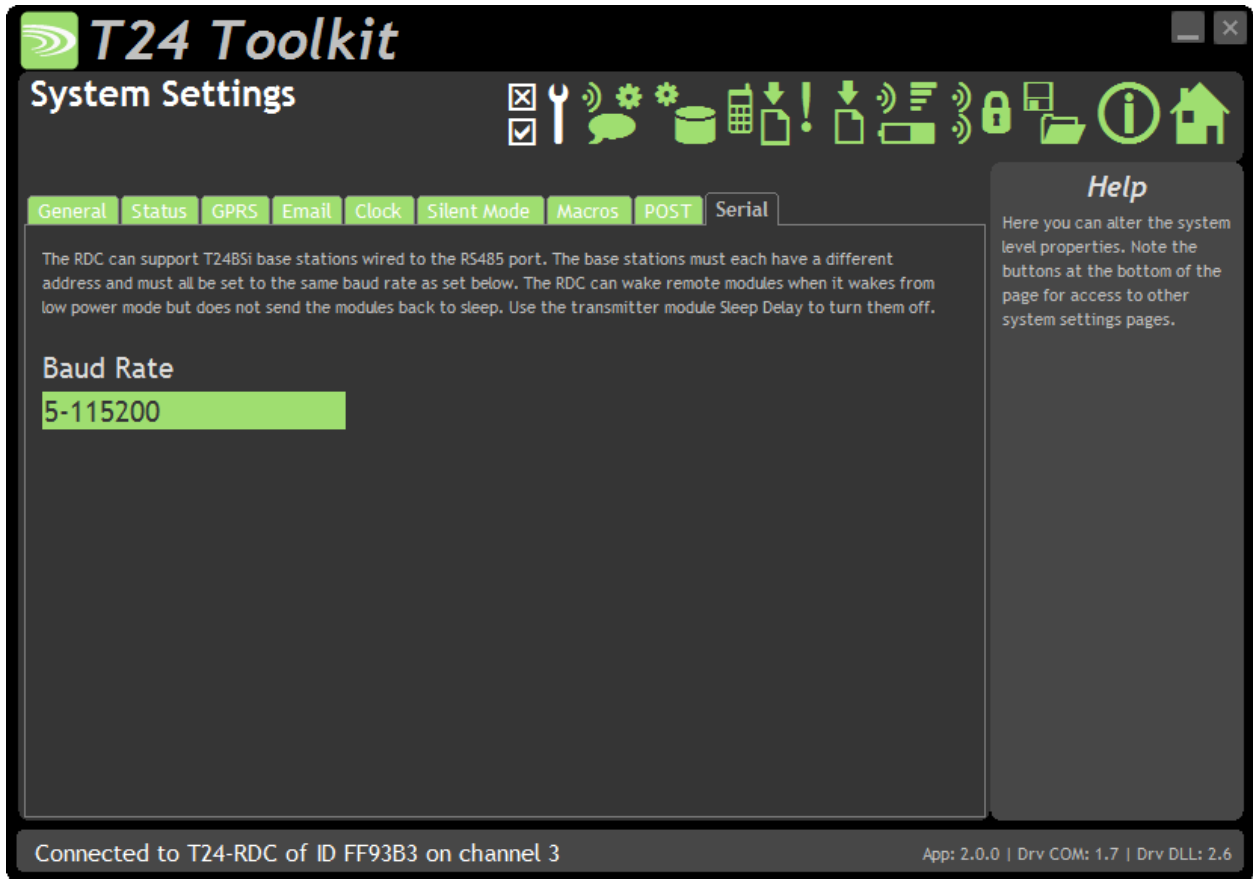 T24 Toolkit
System Settings
General Status GPRS Email Clock Silent Mode Macros POST Serial
The RDC can support T24BSi base stations wired to the RS485 port. The base stations must each have a different
address and must all be set to the same baud rate as set below. The RDC can wake remote modules when it wakes from
low power mode but does not send the modules back to sleep. Use the transmitter module Sleep Delay to turn them off.
Baud Rate
5-115200
Help
Here you can alter the system
level properties. Note the
buttons at the bottom of the
page for access to other
system settings pages.
Connected to T24-RDC of ID FF93B3 on channel 3
App: 2.0.0 | Drv COM: 1.7 | Drv DLL: 2.6